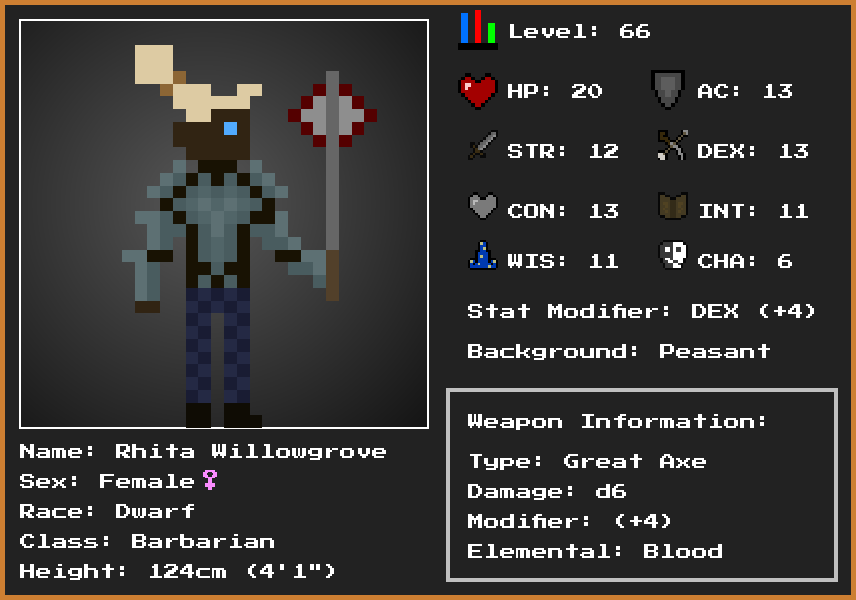 Level: 66
HP: 20
AC: 13
STR: 12
DEX: 13
CON: 13
INT: 11
WIS: 11
CHA: 6
Stat Modifier: DEX (+4)
Background: Peasant
Weapon Information:
Type: Great Axe
Damage: d6
Modifier: (+4)
Elemental: Blood
Name: Rhita Willowgrove
Sex: Female♀
Race: Dwarf
Class: Barbarian
Height: 124cm (4'1")